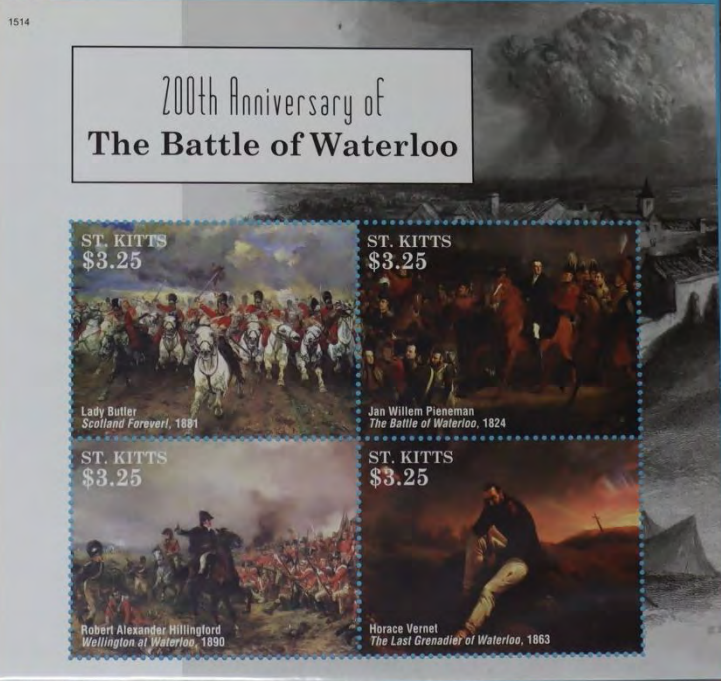 1514
200th Anniversary of
The Battle of Waterloo
ST. KITTS
$3.25
Lady Butler
Scotland Forever!, 1881
ST. KITTS
$3.25
Jan Willem Pieneman
The Battle of Waterloo, 1824
ST. KITTS
$3.25
Robert Alexander Hillingford
Wellington at Waterloo, 1890
ST. KITTS
$3.25
Horace Vernet
The Last Grenadier of Waterloo, 1863